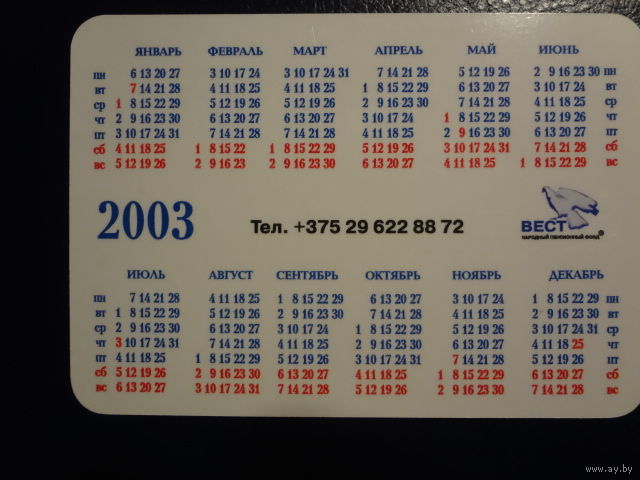 ЯНВАРЬ ФЕВРАЛЬ МАРТ АПРЕЛЬ МАЙ ИЮНЬ
пн 6 13 20 27 3 10 17 24 3 10 17 24 31 7 14 21 28 5 12 19 26 2 9 16 23 30 пн
вт 7 14 21 28 4 11 18 25 4 11 18 25 1 8 15 22 29 6 13 20 27 3 10 17 24 вт
ср 1 8 15 22 29 5 12 19 26 5 12 19 26 2 9 16 23 30 7 14 21 28 4 11 18 25 ср
чт 2 9 16 23 30 6 13 20 27 6 13 20 27 3 10 17 24 1 8 15 22 29 5 12 19 26 чт
пт 3 10 17 24 31 7 14 21 28 7 14 21 28 4 11 18 25 2 9 16 23 30 6 13 20 27 пт
сб 4 11 18 25 1 8 15 22 1 8 15 22 29 5 12 19 26 3 10 17 24 31 7 14 21 28 сб
вс 5 12 19 26 2 9 16 23 2 9 16 23 30 6 13 20 27 4 11 18 25 1 8 15 22 29 вс
2003 Тел. +375 29 622 88 72 ВЕСТ
НАРОДНЫЙ ПЕНСИОННЫЙ ФОНД
ИЮЛЬ АВГУСТ СЕНТЯБРЬ ОКТЯБРЬ НОЯБРЬ ДЕКАБРЬ
пн 7 14 21 28 4 11 18 25 1 8 15 22 29 6 13 20 27 3 10 17 24 1 8 15 22 29 пн
вт 1 8 15 22 29 5 12 19 26 2 9 16 23 30 7 14 21 28 4 11 18 25 2 9 16 23 30 вт
ср 2 9 16 23 30 6 13 20 27 3 10 17 24 1 8 15 22 29 5 12 19 26 3 10 17 24 31 ср
чт 3 10 17 24 31 7 14 21 28 4 11 18 25 2 9 16 23 30 6 13 20 27 4 11 18 25 чт
пт 4 11 18 25 1 8 15 22 29 5 12 19 26 3 10 17 24 31 7 14 21 28 5 12 19 26 пт
сб 5 12 19 26 2 9 16 23 30 6 13 20 27 4 11 18 25 1 8 15 22 29 6 13 20 27 сб
вс 6 13 20 27 3 10 17 24 31 7 14 21 28 5 12 19 26 2 9 16 23 30 7 14 21 28 вс
www.ay.by